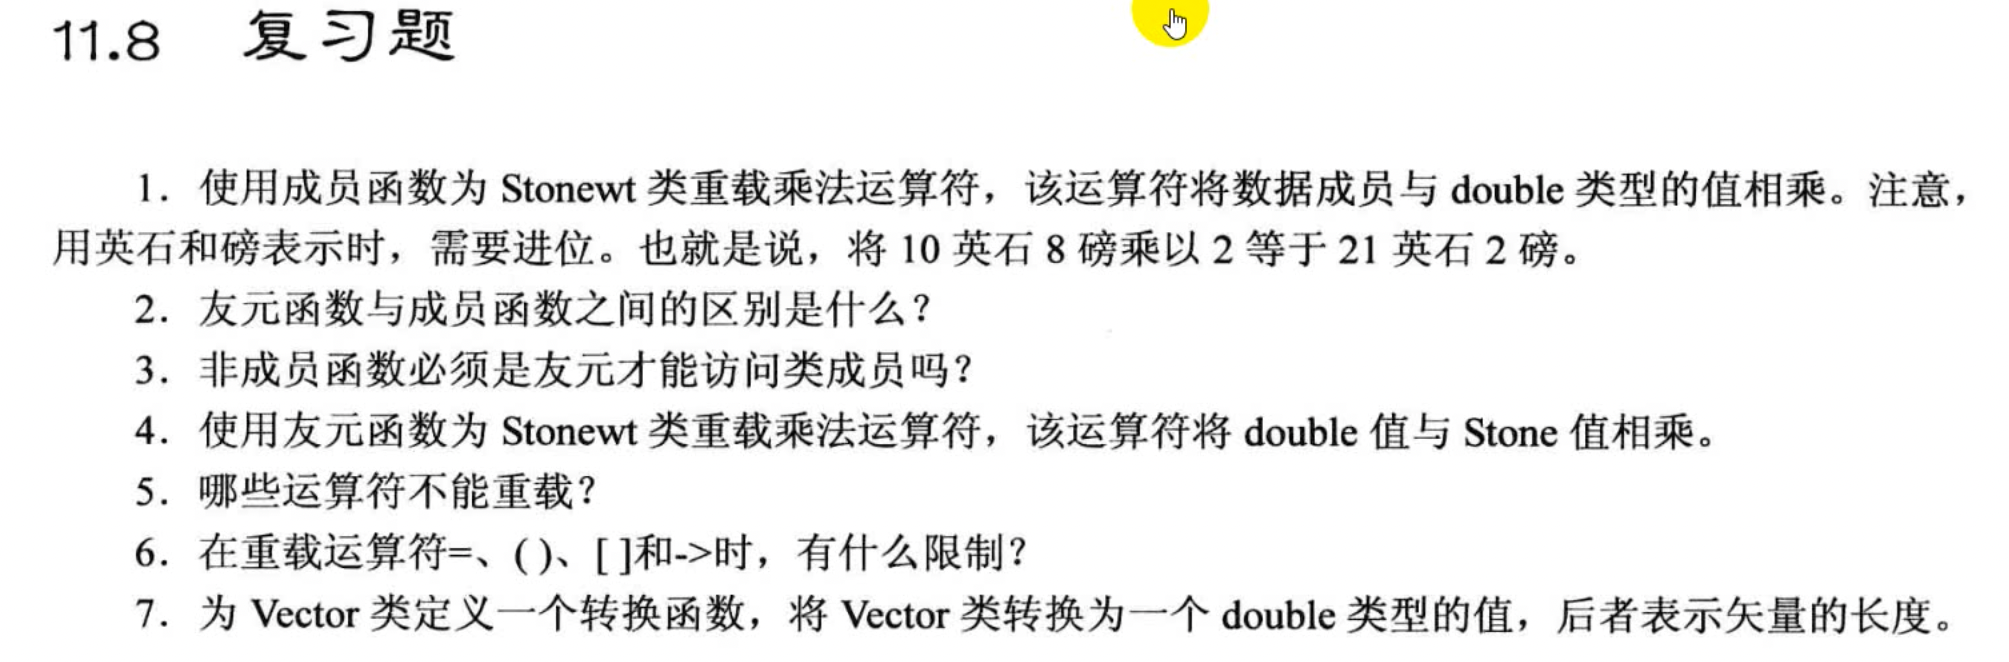 11.8 复习题
1．使用成员函数为 Stonewt 类重载乘法运算符，该运算符将数据成员与 double 类型的值相乘。注意，
用英石和磅表示时，需要进位。也就是说，将 10 英石 8 磅乘以 2 等于 21 英石 2 磅。
2．友元函数与成员函数之间的区别是什么？
3．非成员函数必须是友元才能访问类成员吗？
4．使用友元函数为 Stonewt 类重载乘法运算符，该运算符将 double 值与 Stone 值相乘。
5．哪些运算符不能重载？
6．在重载运算符=、( )、[ ]和->时，有什么限制？
7．为 Vector 类定义一个转换函数，将 Vector 类转换为一个 double 类型的值，后者表示矢量的长度。